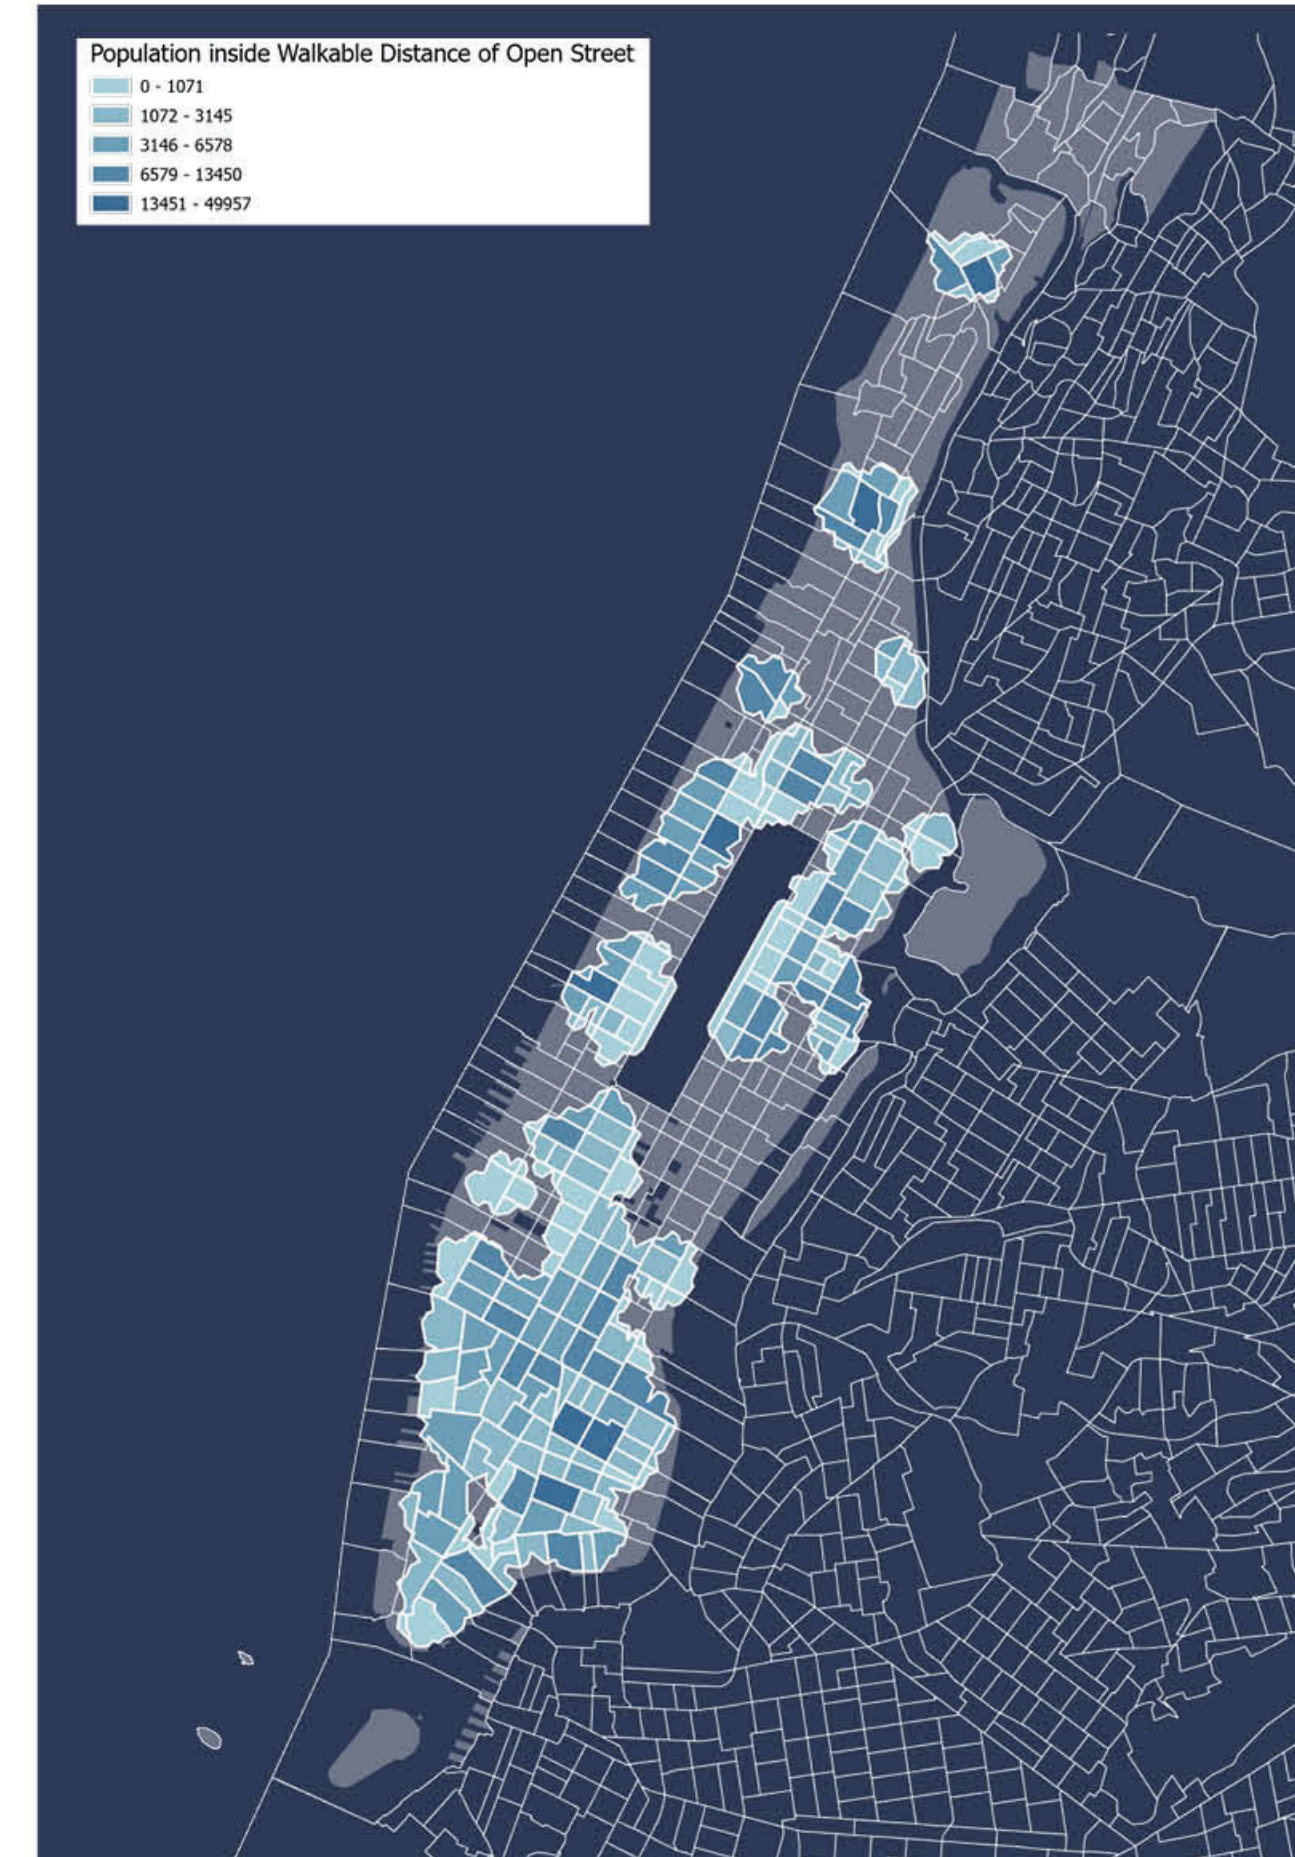 Population inside Walkable Distance of Open Street
0 - 1071
1072 - 3145
3146 - 6578
6579 - 13450
13451 - 49957